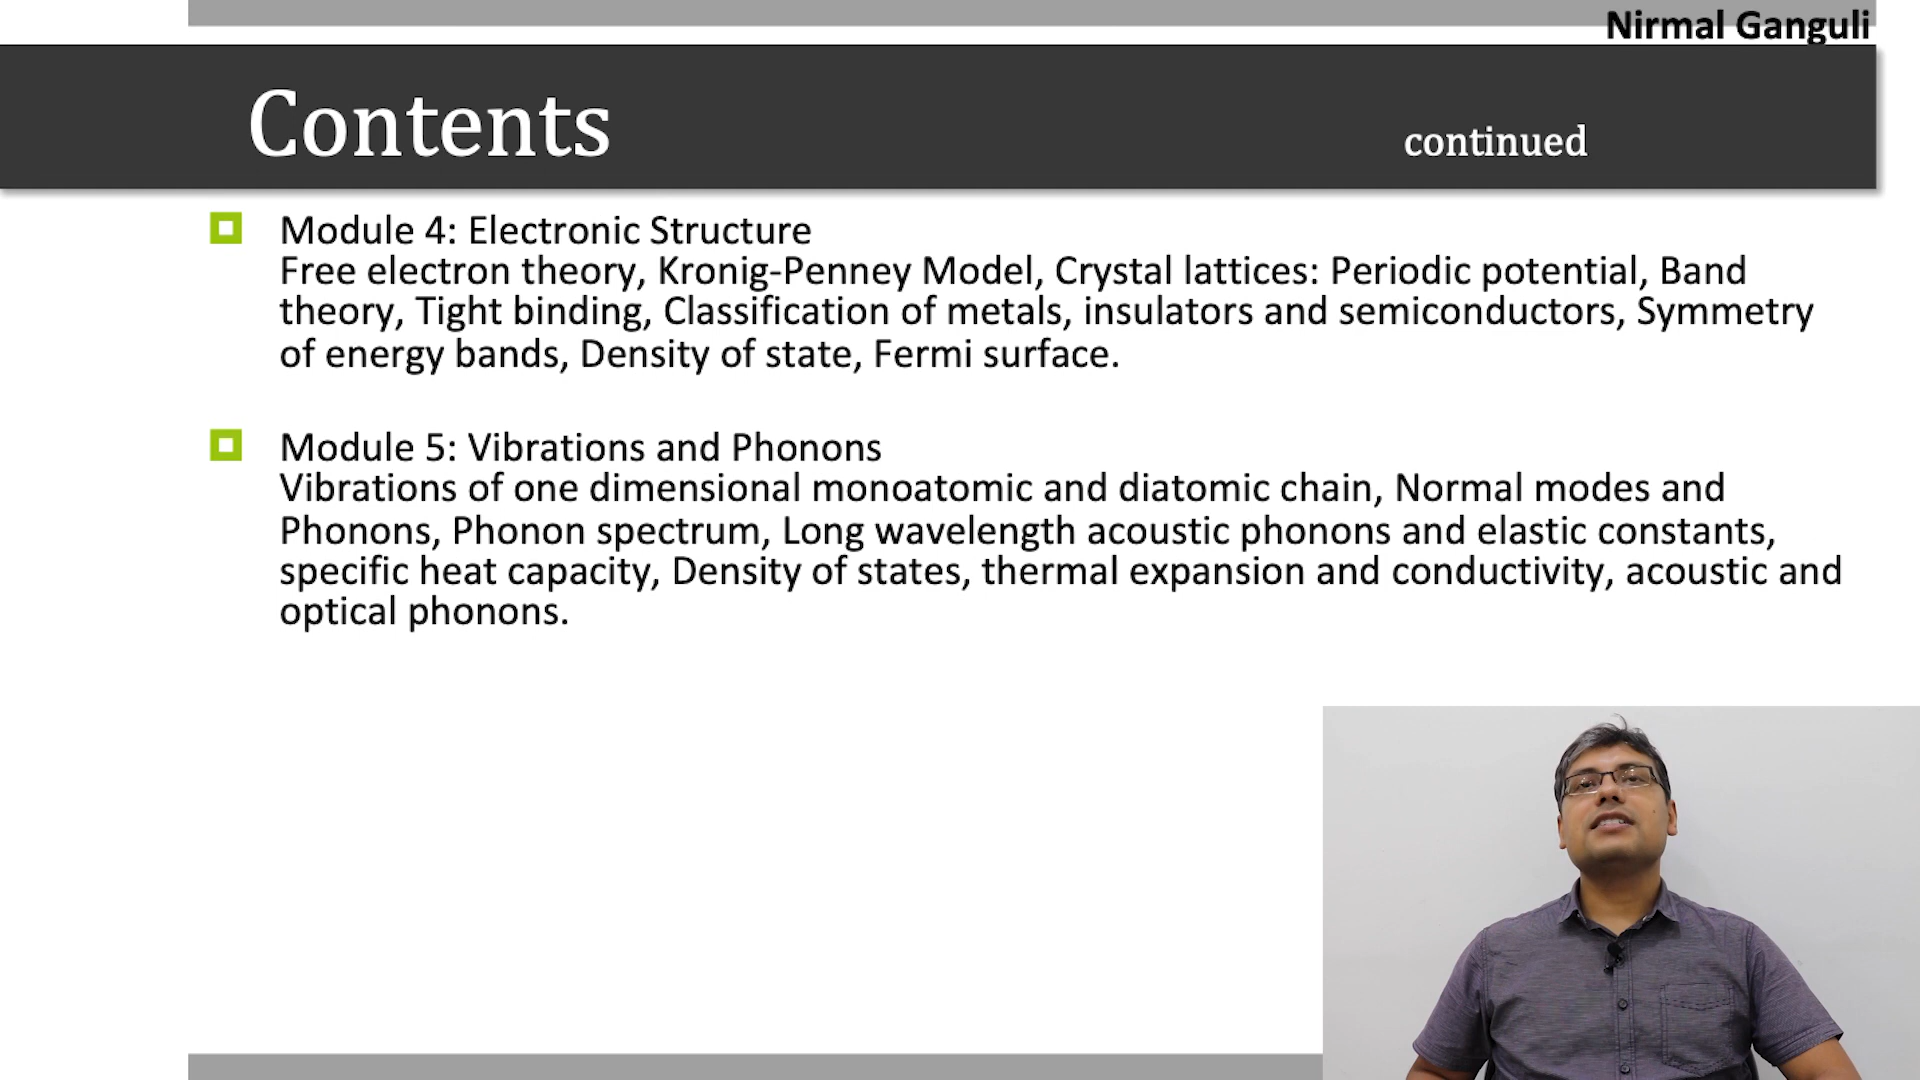 Nirmal Ganguli
Contents
continued
Module 4: Electronic Structure
Free electron theory, Kronig-Penney Model, Crystal lattices: Periodic potential, Band
theory, Tight binding, Classification of metals, insulators and semiconductors, Symmetry
of energy bands, Density of state, Fermi surface.
Module 5: Vibrations and Phonons
Vibrations of one dimensional monoatomic and diatomic chain, Normal modes and
Phonons, Phonon spectrum, Long wavelength acoustic phonons and elastic constants,
specific heat capacity, Density of states, thermal expansion and conductivity, acoustic and
optical phonons.